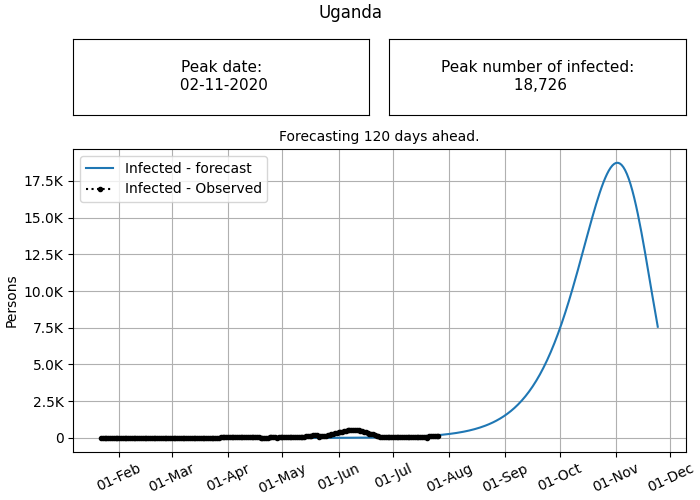 Uganda
Peak date:
02-11-2020
Peak number of infected:
18,726
Forecasting 120 days ahead.
Infected - forecast
Infected - Observed
17.5K
15.0K
12.5K
10.0K
7.5K
5.0K
2.5K
0
Persons
01-Feb
01-Mar
01-Apr
01-May
01-Jun
01-Jul
01-Aug
01-Sep
01-Oct
01-Nov
01-Dec